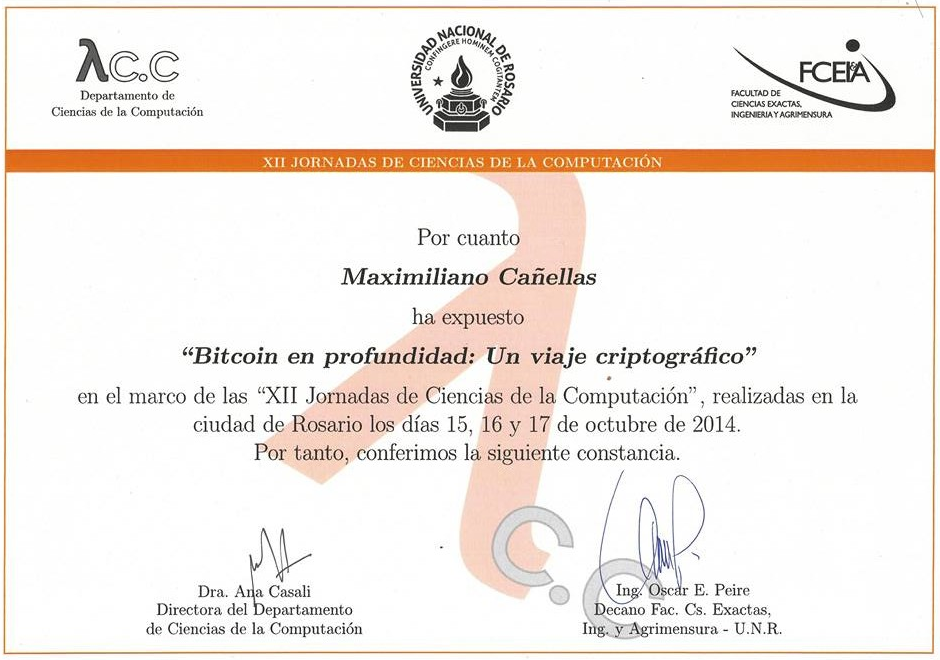 λC.C
Departamento de
Ciencias de la Computación
UNIVERSIDAD NACIONAL DE ROSARIO
CONFINGERE HOMINEM COGITANTEM
FCEIA
FACULTAD DE
CIENCIAS EXACTAS,
INGENIERIA Y AGRIMENSURA
XII JORNADAS DE CIENCIAS DE LA COMPUTACIÓN
Por cuanto
Maximiliano Cañellas
ha expuesto
“Bitcoin en profundidad: Un viaje criptográfico”
en el marco de las “XII Jornadas de Ciencias de la Computación”, realizadas en la
ciudad de Rosario los días 15, 16 y 17 de octubre de 2014.
Por tanto, conferimos la siguiente constancia.
λC.C
Dra. Ana Casali
Directora del Departamento
de Ciencias de la Computación
Ing. Oscar E. Peire
Decano Fac. Cs. Exactas,
Ing. y Agrimensura - U.N.R.